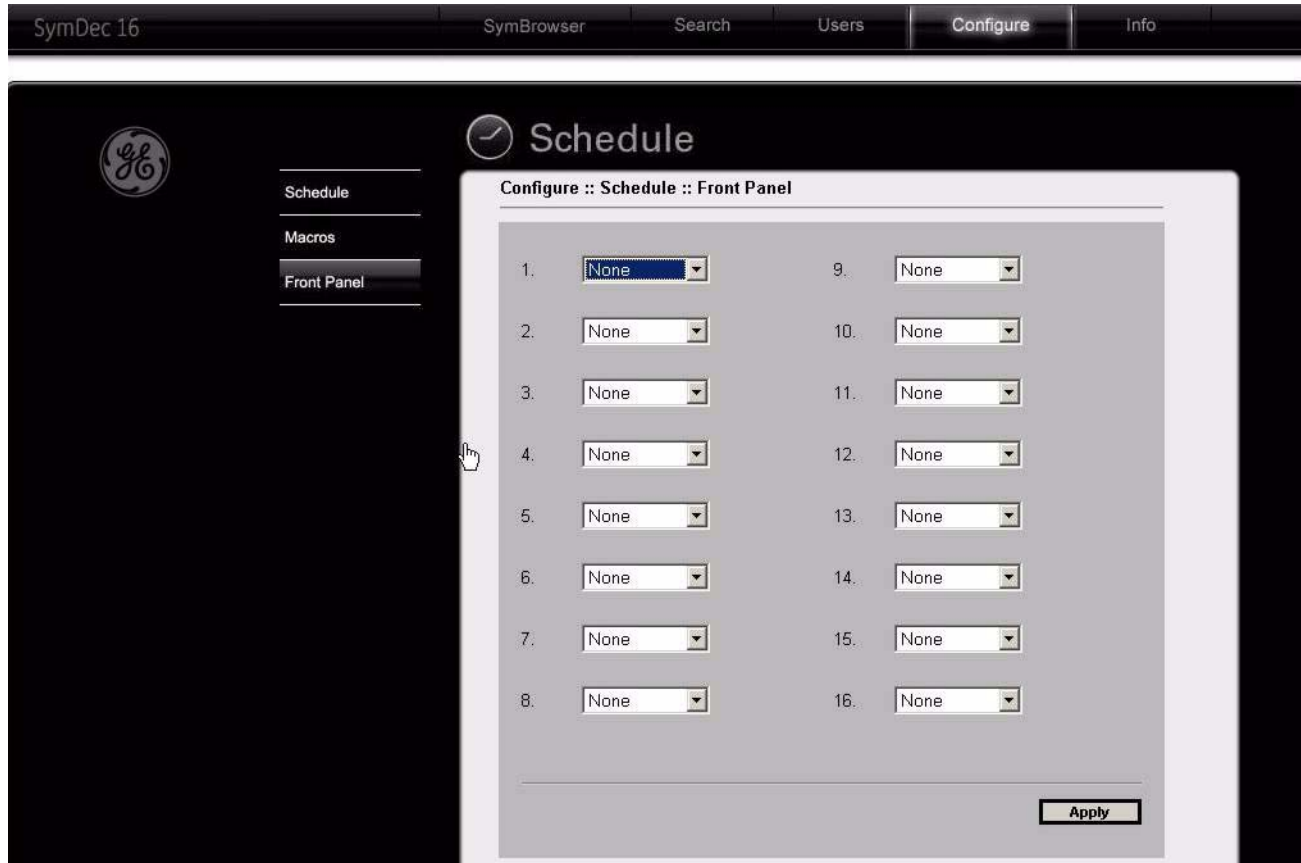 SymDec 16
SymBrowser
Search
Users
Configure
Info
GE
Schedule
Schedule
Macros
Front Panel
Configure :: Schedule :: Front Panel
1. None
2. None
3. None
4. None
5. None
6. None
7. None
8. None
9. None
10. None
11. None
12. None
13. None
14. None
15. None
16. None
Apply